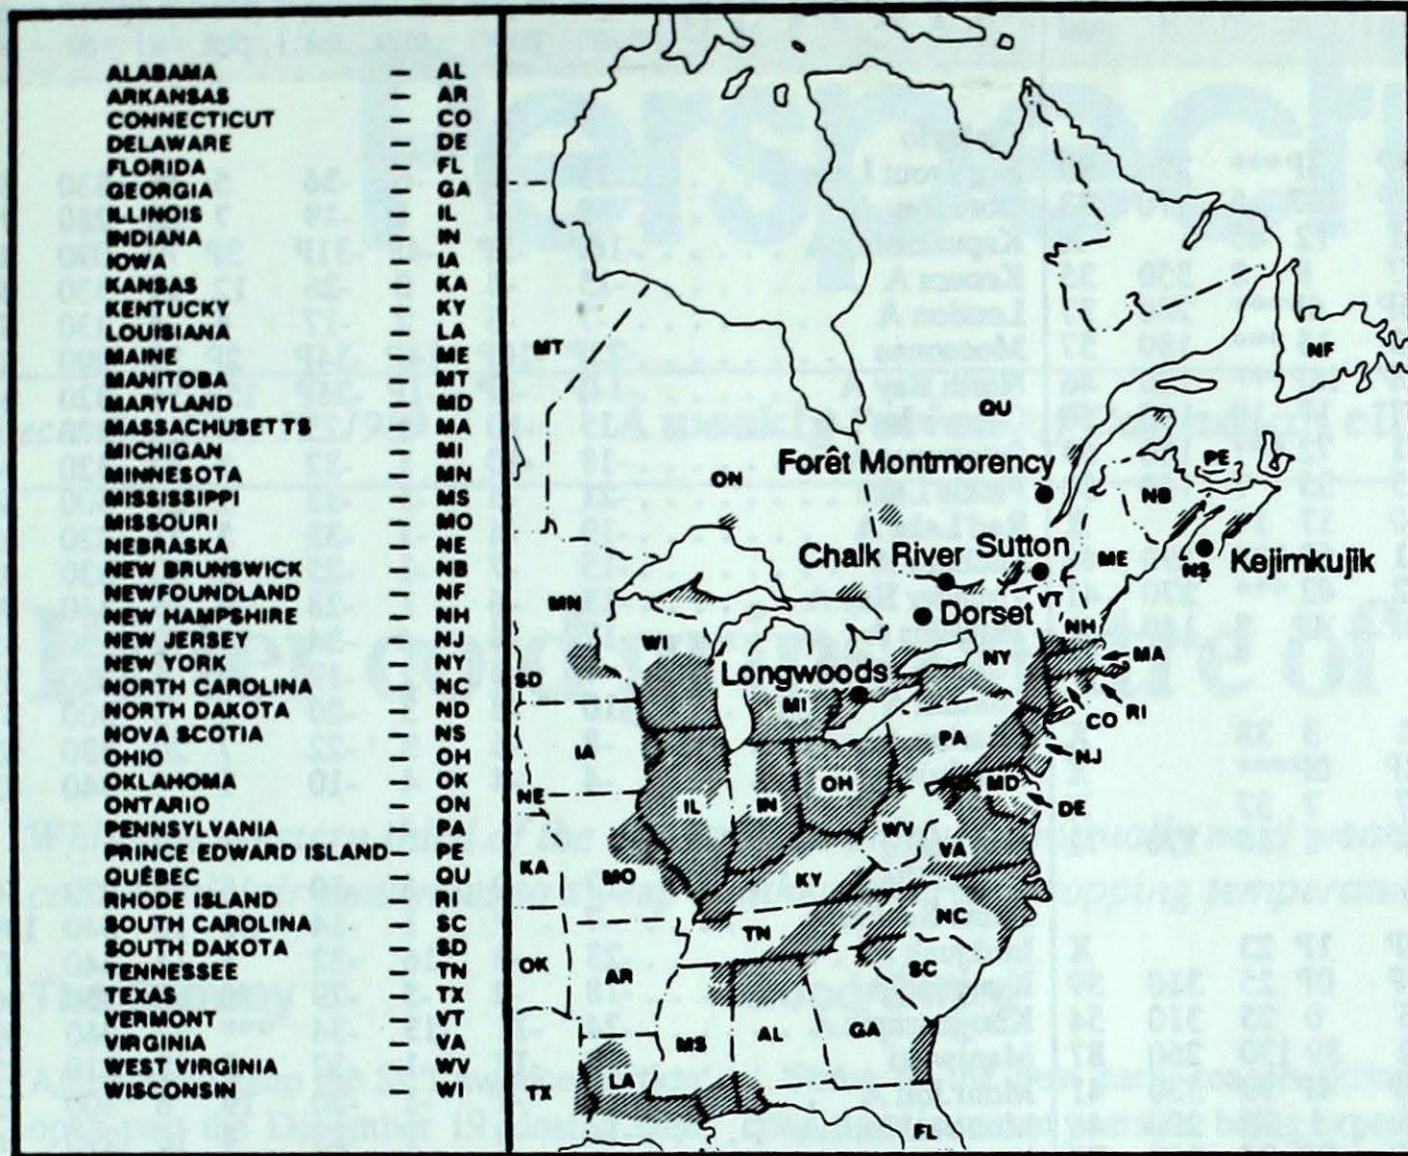 ALABAMA — AL
ARKANSAS — AR
CONNECTICUT — CO
DELAWARE — DE
FLORIDA — FL
GEORGIA — GA
ILLINOIS — IL
INDIANA — IN
IOWA — IA
KANSAS — KA
KENTUCKY — KY
LOUISIANA — LA
MAINE — ME
MANITOBA — MT
MARYLAND — MD
MASSACHUSETTS — MA
MICHIGAN — MI
MINNESOTA — MN
MISSISSIPPI — MS
MISSOURI — MO
NEBRASKA — NE
NEW BRUNSWICK — NB
NEWFOUNDLAND — NF
NEW HAMPSHIRE — NH
NEW JERSEY — NJ
NEW YORK — NY
NORTH CAROLINA — NC
NORTH DAKOTA — ND
NOVA SCOTIA — NS
OHIO — OH
OKLAHOMA — OK
ONTARIO — ON
PENNSYLVANIA — PA
PRINCE EDWARD ISLAND — PE
QUÉBEC — QU
RHODE ISLAND — RI
SOUTH CAROLINA — SC
SOUTH DAKOTA — SD
TENNESSEE — TN
TEXAS — TX
VERMONT — VT
VIRGINIA — VA
WEST VIRGINIA — WV
WISCONSIN — WI
MT
NF
QU
PE
Forêt Montmorency
ON
NB
Chalk River
Sutton
ME
NS
Kejimkujik
MN
Dorset
VT
NH
WI
NY
MA
SD
Longwoods
MI
CO
RI
IA
PA
NJ
NE
IL
IN
OH
MD
DE
WV
VA
KA
MO
KY
NC
TN
OK
AR
SC
MS
AL
GA
LA
TX
FL